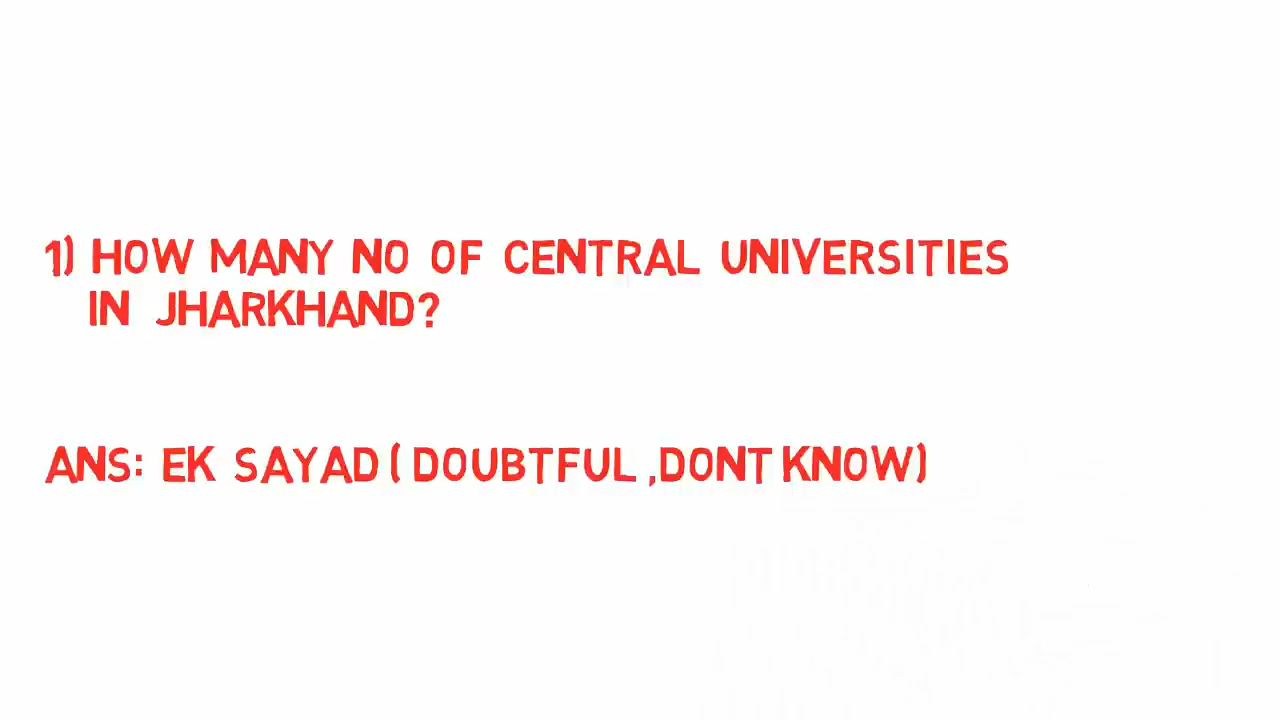 1) HOW MANY NO OF CENTRAL UNIVERSITIES
IN JHARKHAND?
ANS: EK SAYAD ( DOUBTFUL ,DONT KNOW)